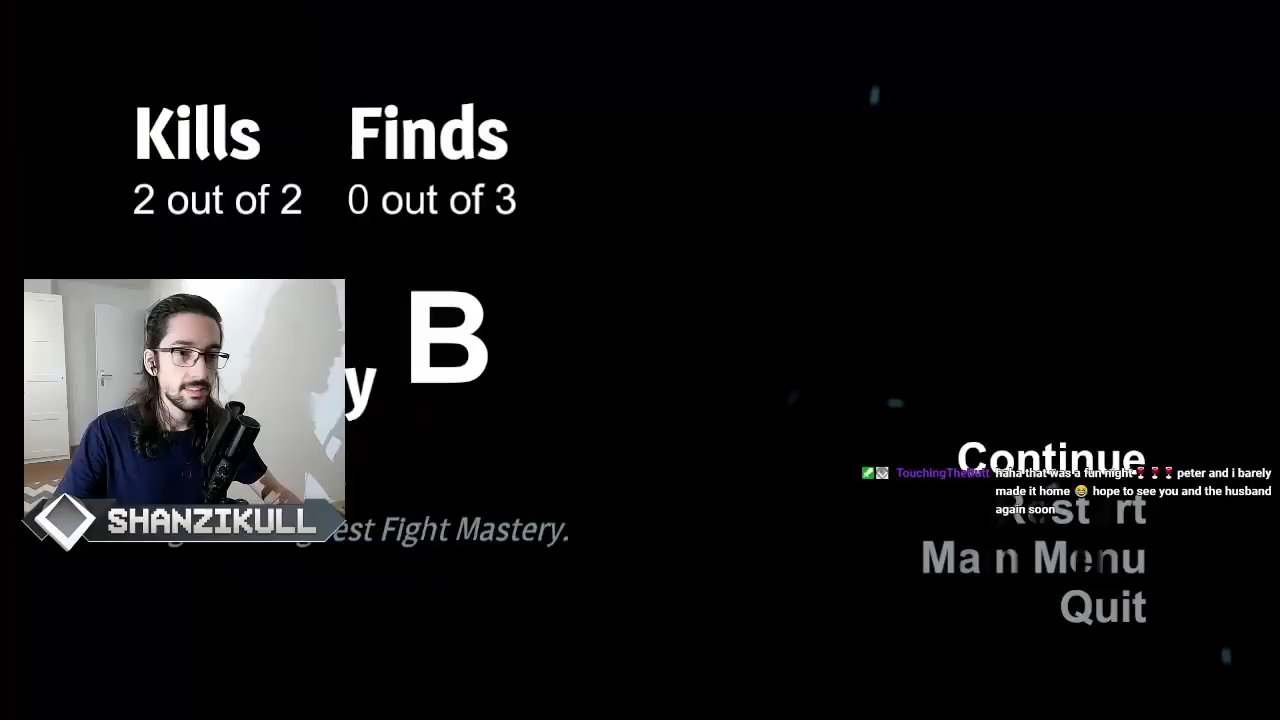 Kills Finds
2 out of 2 0 out of 3
y B
Continue
haha that was a fun night🍷🍷🍷 peter and i barely
made it home 😂 hope to see you and the husband
again soon
Main Menu
Quit
SHANZIKULL
est Fight Mastery.